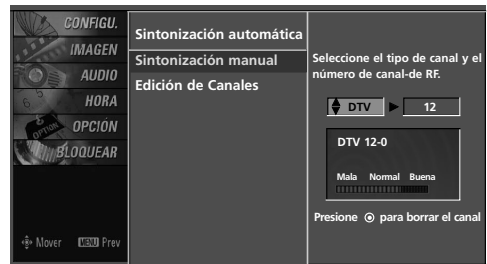 CONFIGU.
IMAGEN
AUDIO
HORA
OPCIÓN
BLOQUEAR
Mover MENU Prev
Sintonización automática
Sintonización manual
Edición de Canales
Seleccione el tipo de canal y el
número de canal-de RF.
DTV 12
DTV 12-0
Mala Normal Buena
Presione para borrar el canal
OPTION